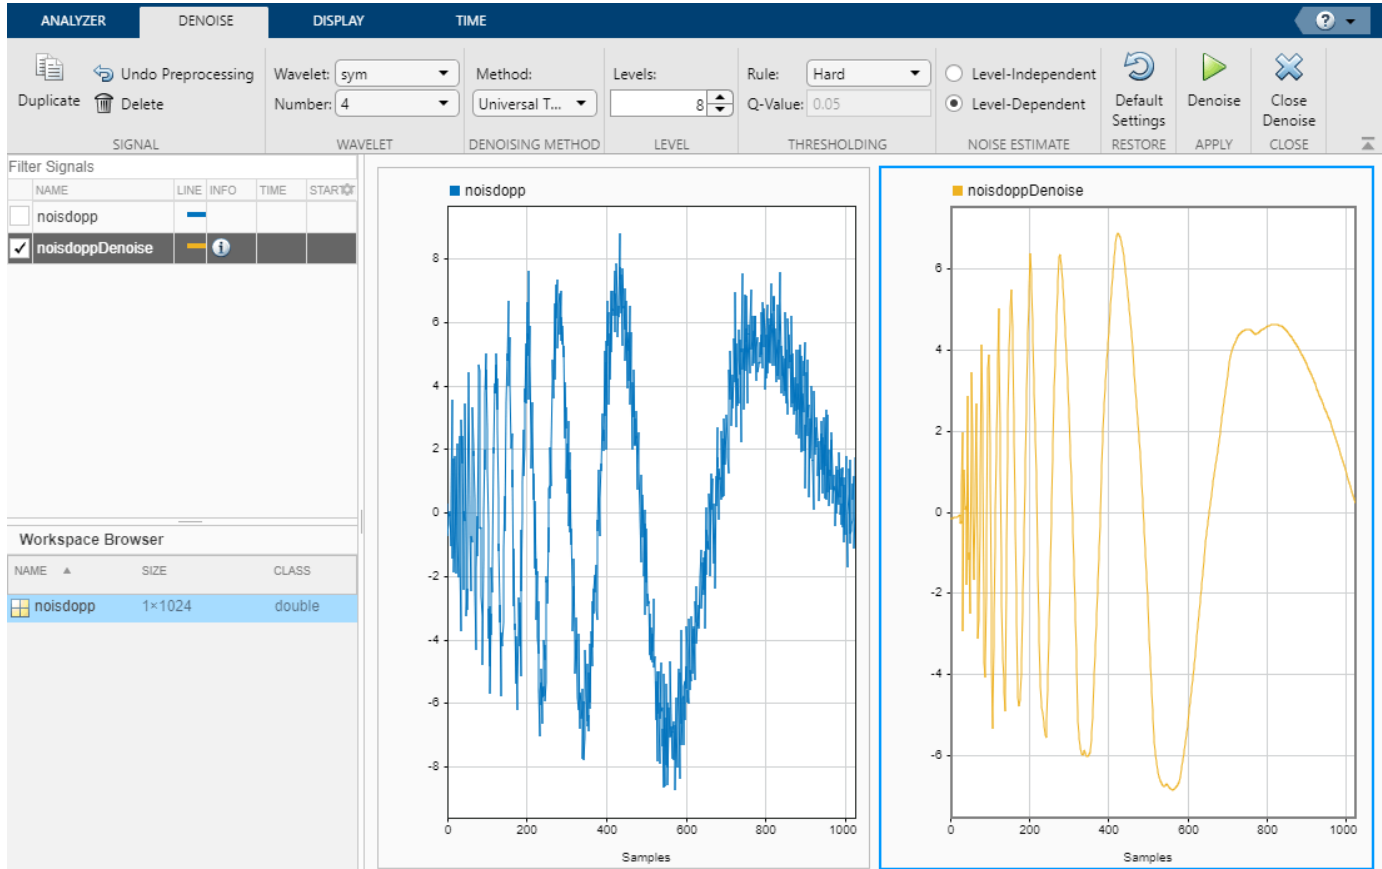 ANALYZER DENOISE DISPLAY TIME ?
Undo Preprocessing Wavelet: sym Method: Levels: Rule: Hard Level-Independent
Duplicate Delete Number: 4 Universal T... 8 Q-Value: 0.05 Level-Dependent Default Settings Denoise Close Denoise
SIGNAL WAVELET DENOISING METHOD LEVEL THRESHOLDING NOISE ESTIMATE RESTORE APPLY CLOSE
Filter Signals
NAME LINE INFO TIME START
noisdopp
noisdoppDenoise i
Workspace Browser
NAME SIZE CLASS
noisdopp 1×1024 double
noisdopp
8
6
4
2
0
-2
-4
-6
-8
0 200 400 600 800 1000
Samples
noisdoppDenoise
6
4
2
0
-2
-4
-6
0 200 400 600 800 1000
Samples